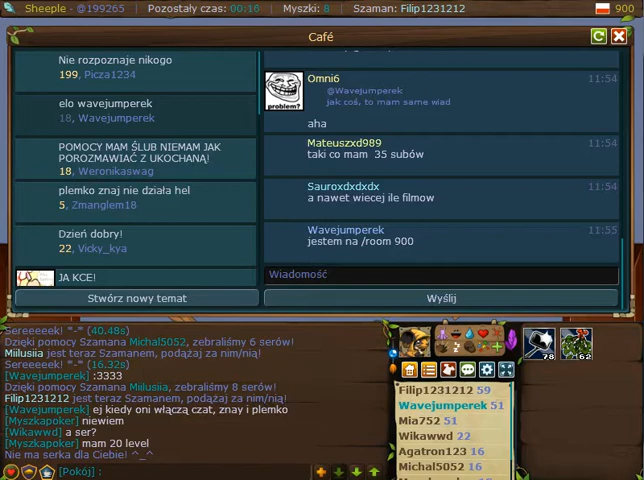 Sheeple - @199265 Pozostały czas: 00:16 Myszki: 8 Szaman: Filip1231212 900
Café
Nie rozpoznaje nikogo
199, Picza1234
elo wavejumperek
18, Wavejumperek
POMOCY MAM ŚLUB NIEMAM JAK
POROZMAWIAĆ Z UKOCHANĄ!
18, Weronikaswag
plemko znaj nie działa hel
5, Zmanglem18
Dzień dobry!
22, Vicky_kya
JA KCE!
Stwórz nowy temat
problem?
Omni6 11:54
@Wavejumperek
jak coś, to mam same wiad
aha
Mateuszxd989 11:54
taki co mam 35 subów
Sauroxdxdxdx 11:54
a nawet wiecej ile filmow
Wavejumperek 11:55
jestem na /room 900
Wiadomość
Wyślij
Sereeeeek! *-* (40.48s)
Dzięki pomocy Szamana Michal5052, zebraliśmy 6 serów!
Miilusiia jest teraz Szamanem, podążaj za nim/nią!
Sereeeeek! *-* (16.32s)
[Wavejumperek] :3333
Dzięki pomocy Szamana Miilusiia, zebraliśmy 8 serów!
Filip1231212 jest teraz Szamanem, podążaj za nim/nią!
[Wavejumperek] ej kiedy oni włączą czat, znay i plemko
[Myszkapoker] niewiem
[Wikawwd] a ser?
[Myszkapoker] mam 20 level
Nie ma serka dla Ciebie! ^_^
[Pokój] :
78
62
Filip1231212 59
Wavejumperek 51
Mia752 51
Wikawwd 22
Agatron123 16
Michal5052 16